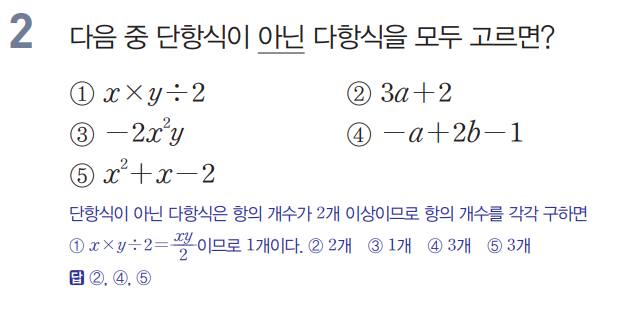 2 다음 중 단항식이 아닌 다항식을 모두 고르면?
① x×y÷2 ② 3a+2
③ -2x²y ④ -a+2b-1
⑤ x²+x-2
단항식이 아닌 다항식은 항의 개수가 2개 이상이므로 항의 개수를 각각 구하면
① x×y÷2=xy/2이므로 1개이다. ② 2개 ③ 1개 ④ 3개 ⑤ 3개
답 ②, ④, ⑤